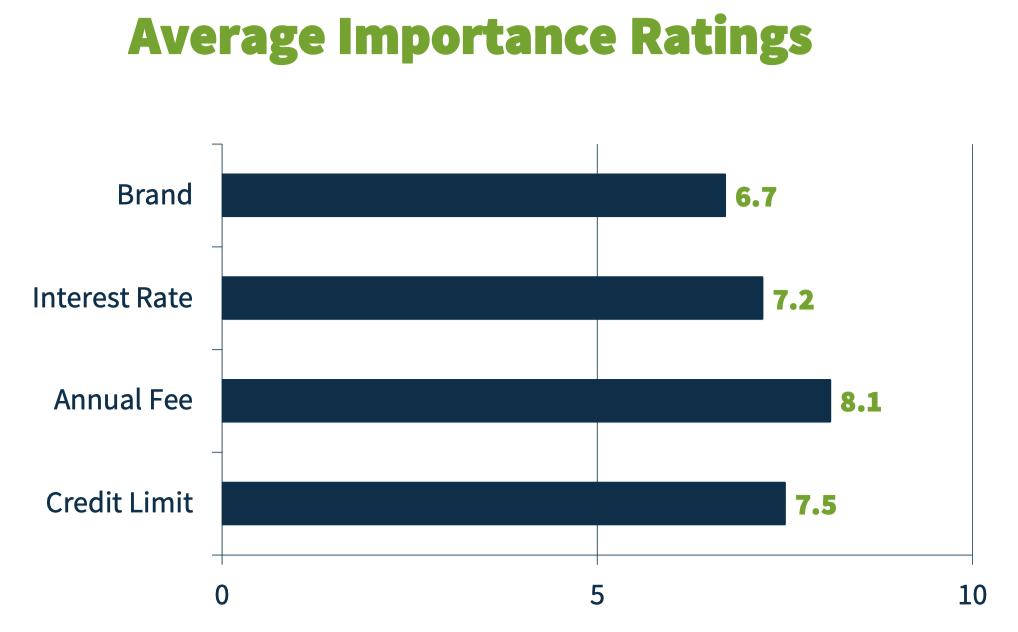 Average Importance Ratings
Brand 6.7
Interest Rate 7.2
Annual Fee 8.1
Credit Limit 7.5
0 5 10